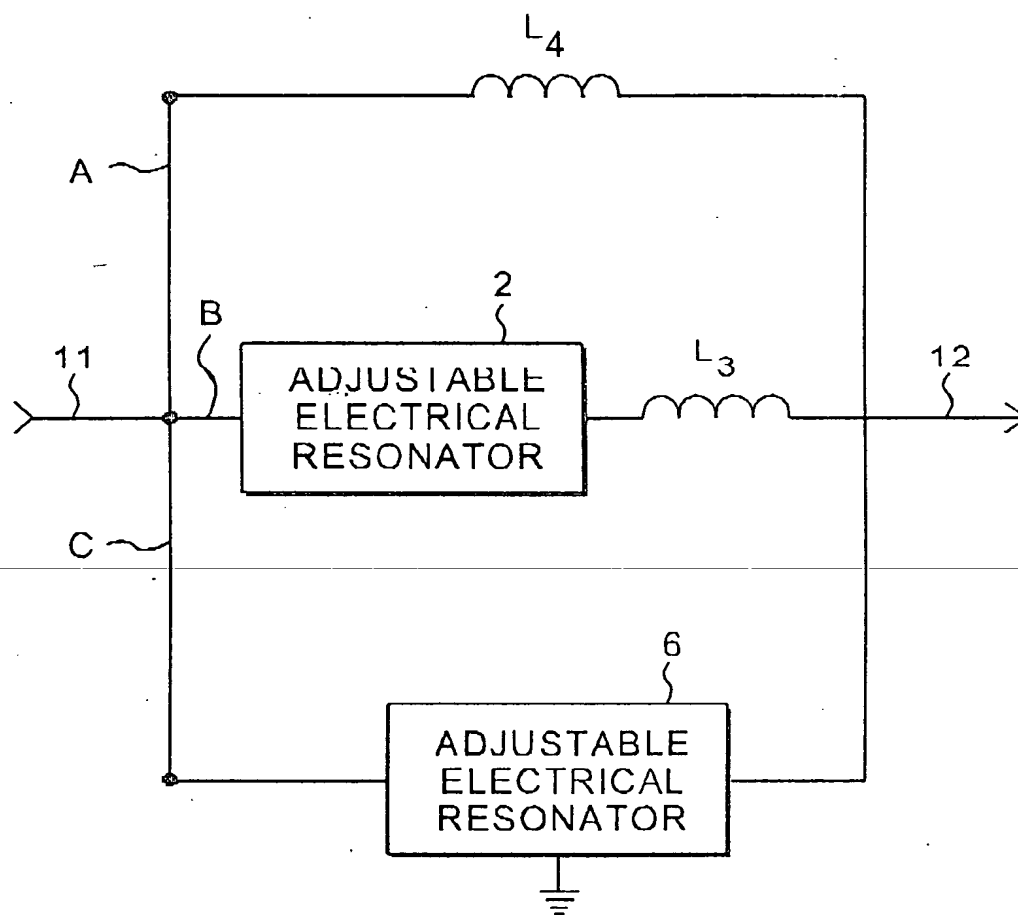 L4
A
2
B
11
ADJUSTABLE
ELECTRICAL
RESONATOR
L3
12
C
6
ADJUSTABLE
ELECTRICAL
RESONATOR